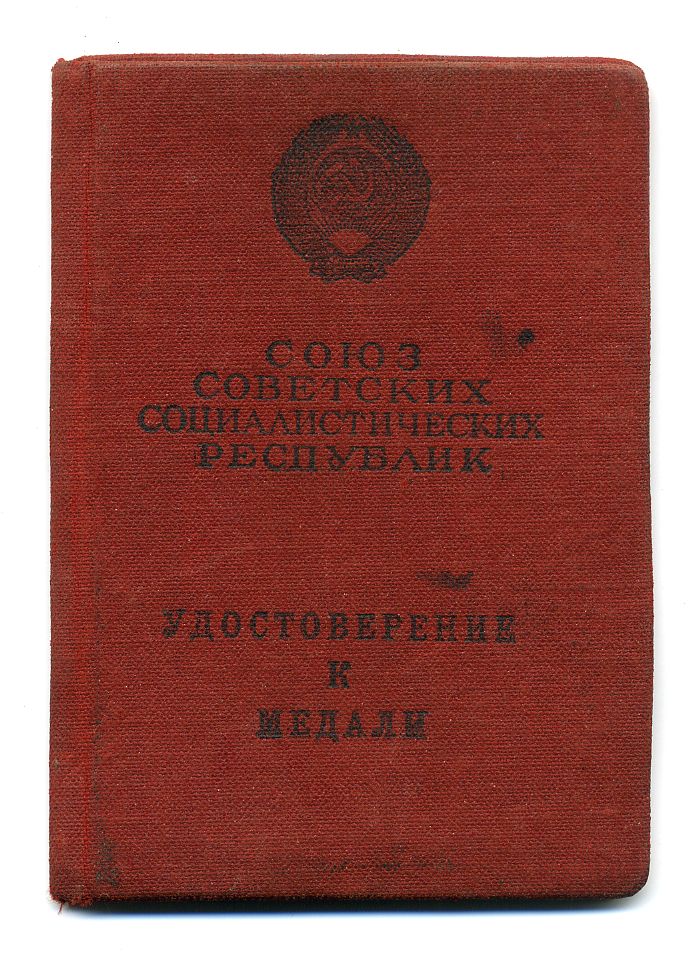 СОЮЗ
СОВЕТСКИХ
СОЦИАЛИСТИЧЕСКИХ
РЕСПУБЛИК
УДОСТОВЕРЕНИЕ
К
МЕДАЛИ